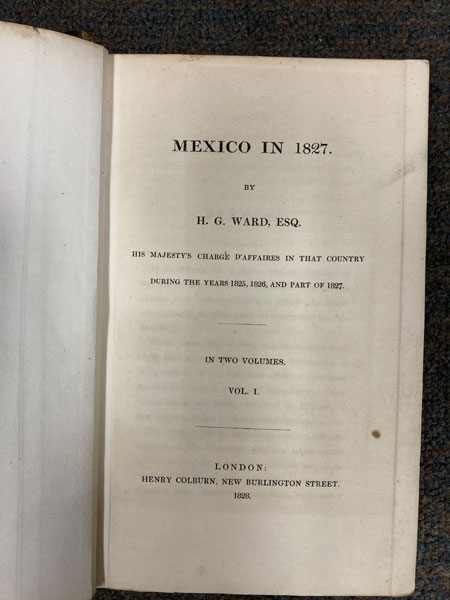 MEXICO IN 1827.
BY
H. G. WARD, ESQ.
HIS MAJESTY'S CHARGÉ D'AFFAIRES IN THAT COUNTRY
DURING THE YEARS 1825, 1826, AND PART OF 1827.
IN TWO VOLUMES.
VOL. I.
LONDON:
HENRY COLBURN, NEW BURLINGTON STREET.
1828.